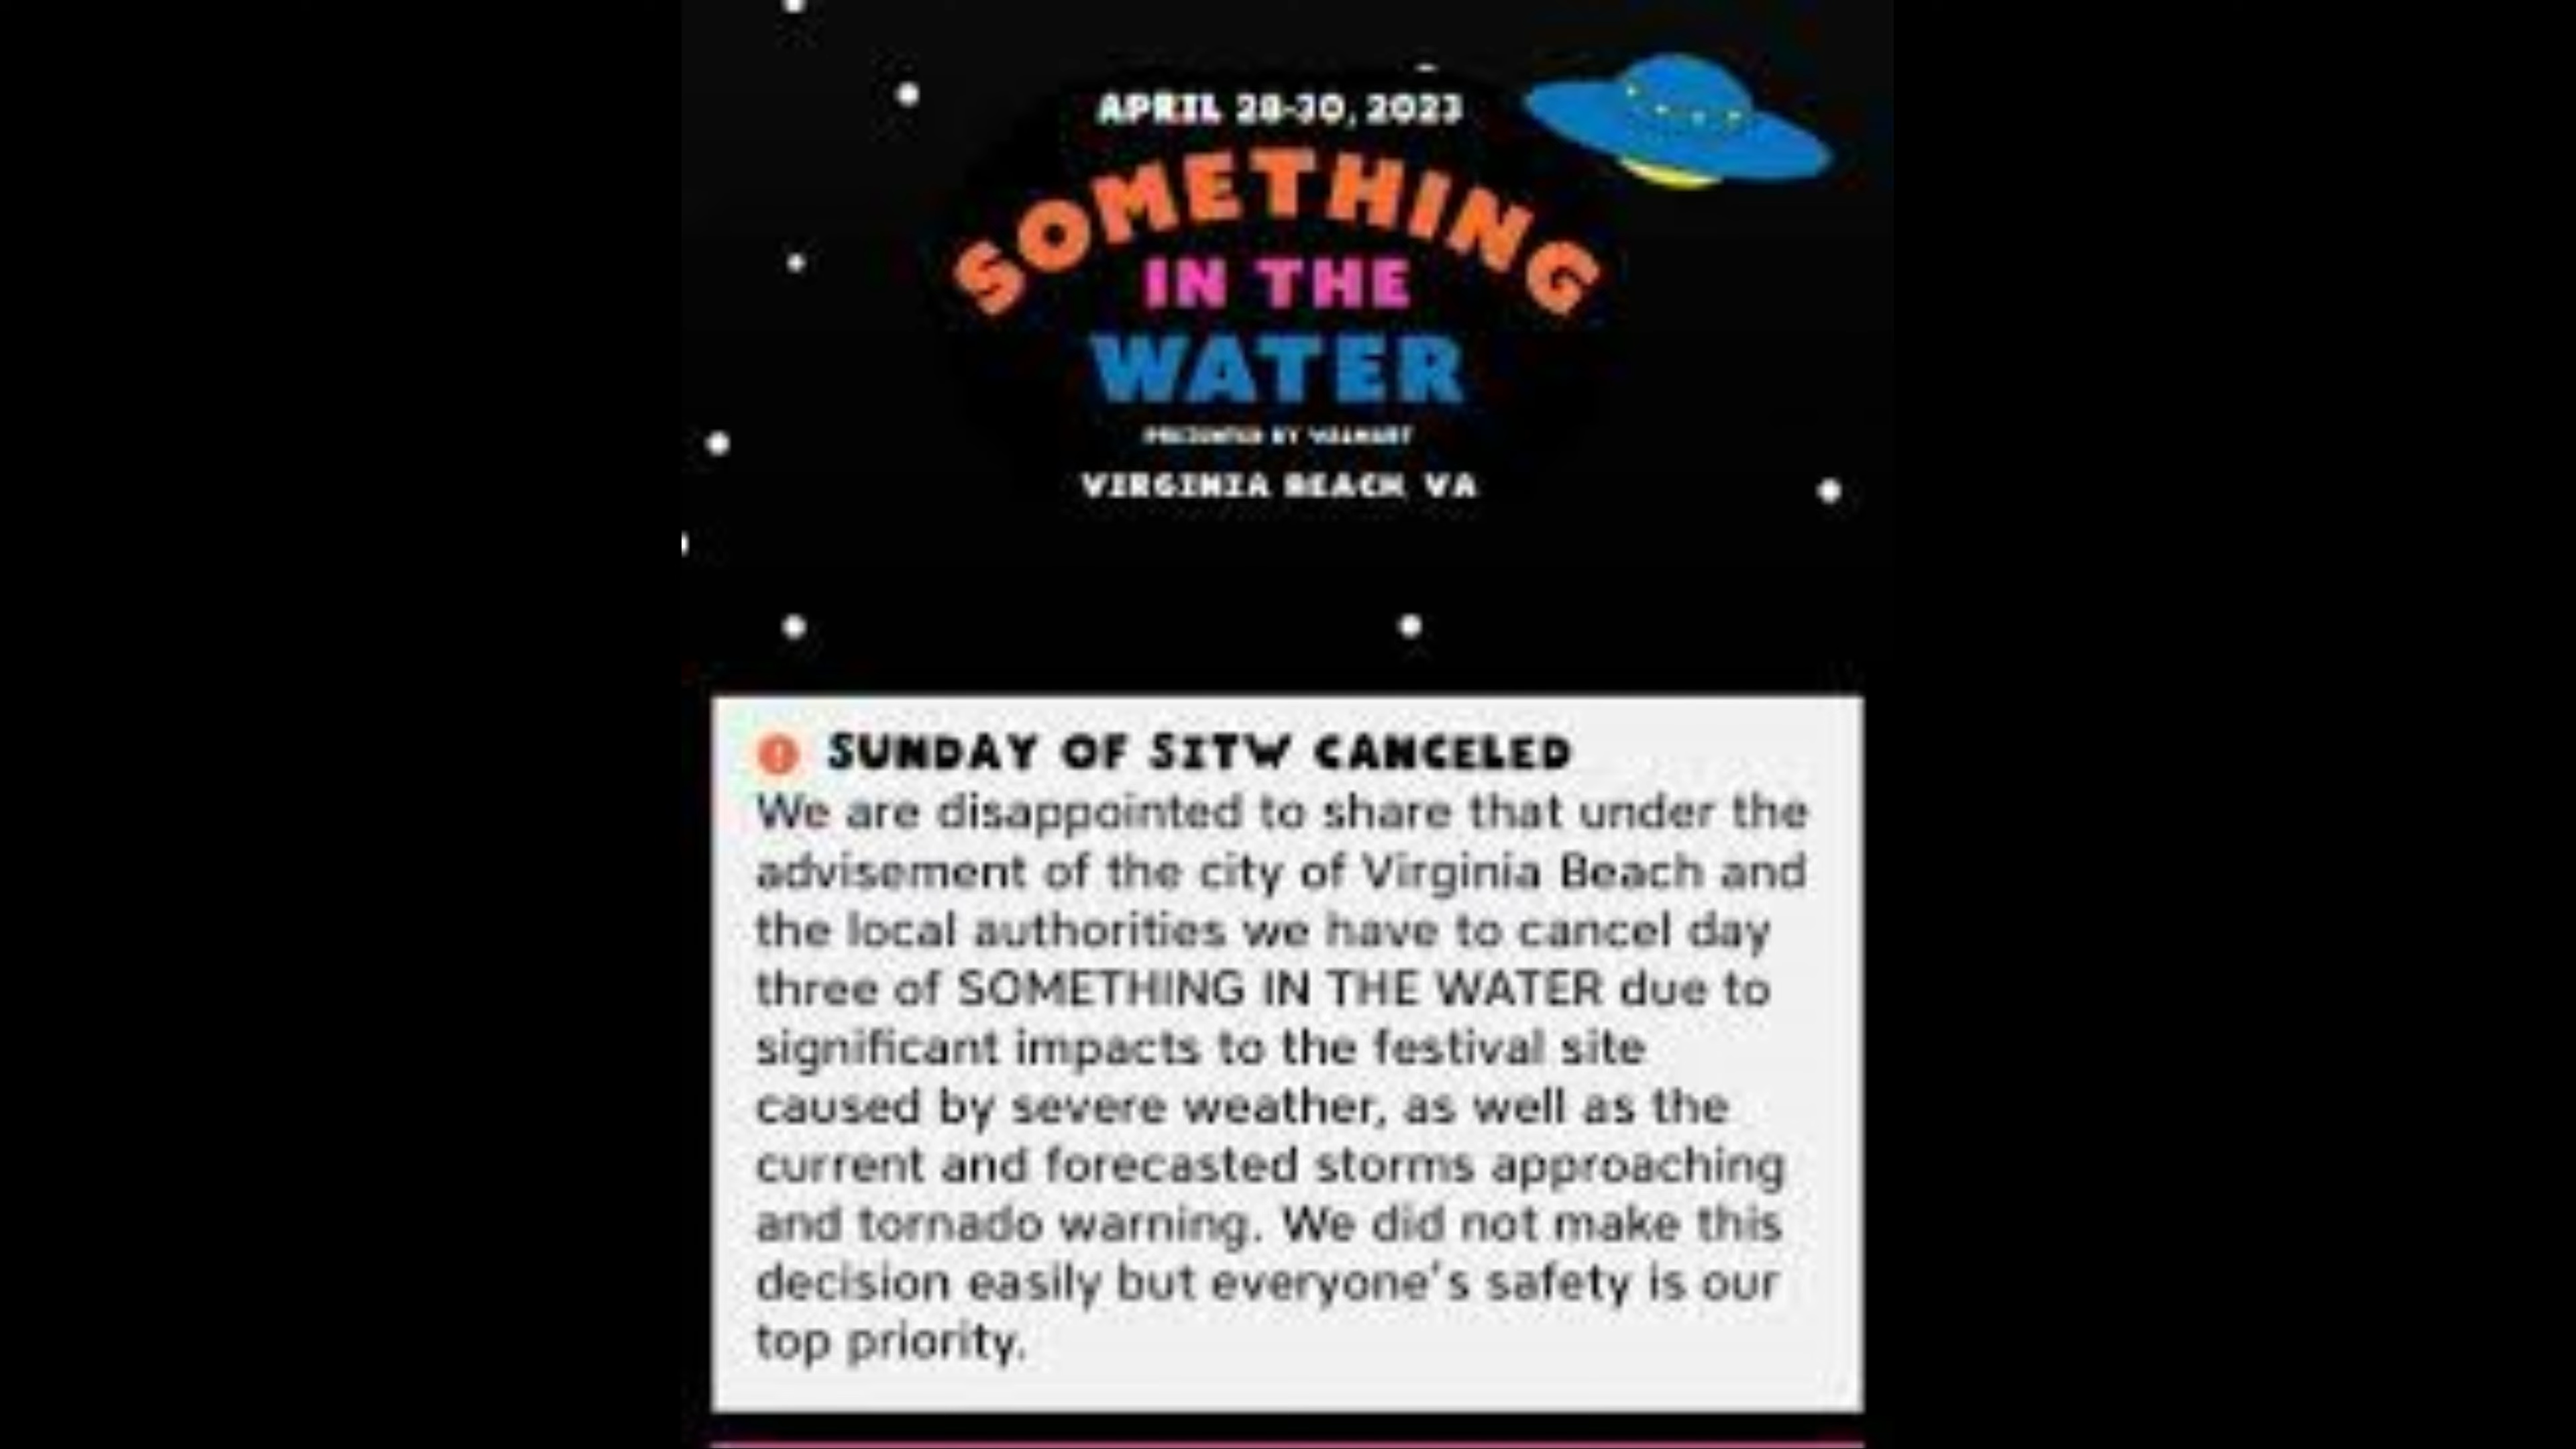 APRIL 28-30, 2023
SOMETHING
IN THE
WATER
PRESENTED BY WALMART
VIRGINIA BEACH VA
SUNDAY OF SITW CANCELED
We are disappointed to share that under the
advisement of the city of Virginia Beach and
the local authorities we have to cancel day
three of SOMETHING IN THE WATER due to
significant impacts to the festival site
caused by severe weather, as well as the
current and forecasted storms approaching
and tornado warning. We did not make this
decision easily but everyone's safety is our
top priority.